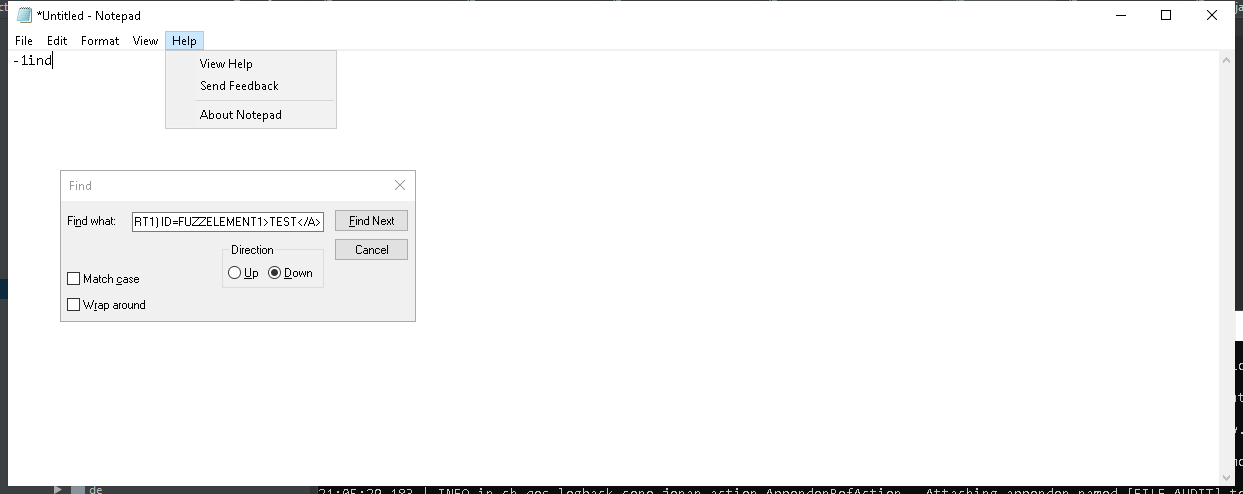 *Untitled - Notepad
File Edit Format View Help
-1ind
View Help
Send Feedback
About Notepad
Find
Find what: RT1) ID=FUZZELEMENT1>TEST</A> Find Next
Cancel
Direction
Up Down
Match case
Wrap around
de
21:05:29.183 | INFO in ch.qos.logback.core.joran.action.AppenderRefAction - Attaching appender named [FILE_AUDIT] t